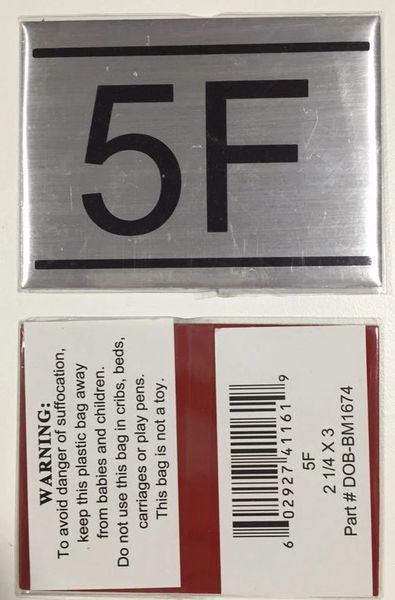 5F
WARNING:
To avoid danger of suffocation,
keep this plastic bag away
from babies and children.
Do not use this bag in cribs, beds,
carriages or play pens.
This bag is not a toy.
6 02927 41161 9
5F
2 1/4 X 3
Part # DOB-BM1674